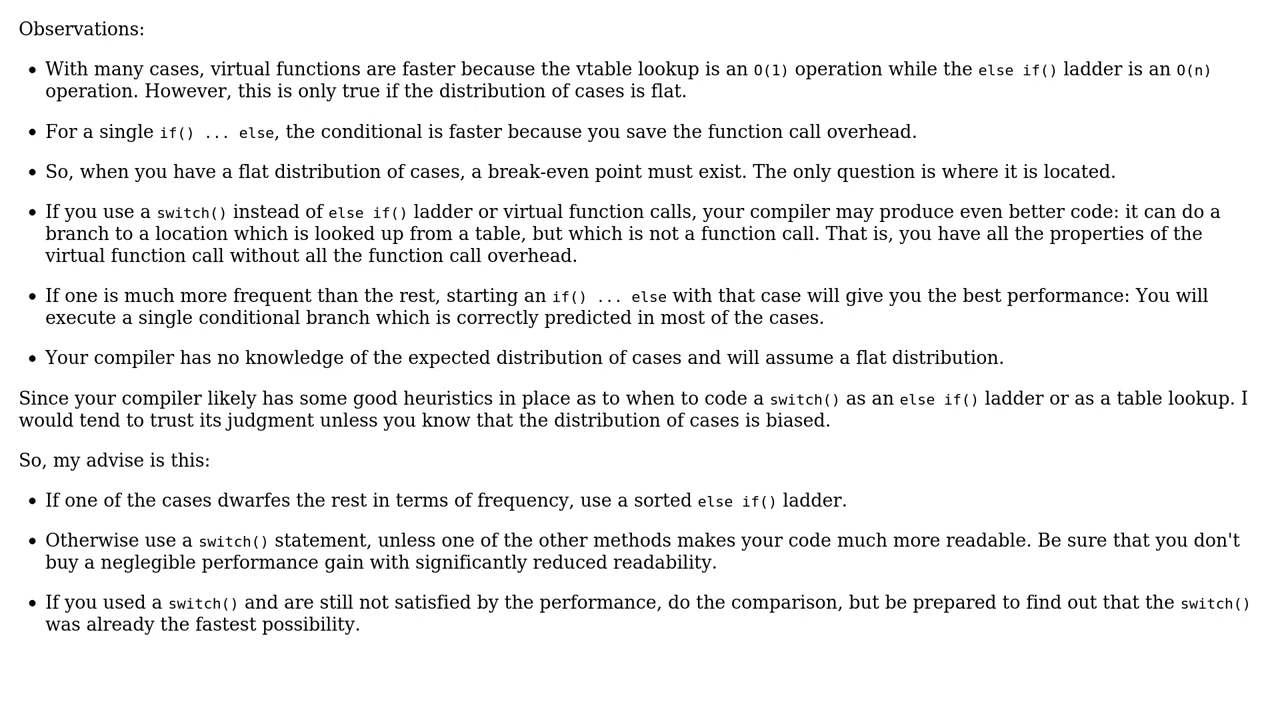 Observations:
• With many cases, virtual functions are faster because the vtable lookup is an O(1) operation while the else if() ladder is an O(n)
operation. However, this is only true if the distribution of cases is flat.
• For a single if() ... else, the conditional is faster because you save the function call overhead.
• So, when you have a flat distribution of cases, a break-even point must exist. The only question is where it is located.
• If you use a switch() instead of else if() ladder or virtual function calls, your compiler may produce even better code: it can do a
branch to a location which is looked up from a table, but which is not a function call. That is, you have all the properties of the
virtual function call without all the function call overhead.
• If one is much more frequent than the rest, starting an if() ... else with that case will give you the best performance: You will
execute a single conditional branch which is correctly predicted in most of the cases.
• Your compiler has no knowledge of the expected distribution of cases and will assume a flat distribution.
Since your compiler likely has some good heuristics in place as to when to code a switch() as an else if() ladder or as a table lookup. I
would tend to trust its judgment unless you know that the distribution of cases is biased.
So, my advise is this:
• If one of the cases dwarfes the rest in terms of frequency, use a sorted else if() ladder.
• Otherwise use a switch() statement, unless one of the other methods makes your code much more readable. Be sure that you don't
buy a neglegible performance gain with significantly reduced readability.
• If you used a switch() and are still not satisfied by the performance, do the comparison, but be prepared to find out that the switch()
was already the fastest possibility.